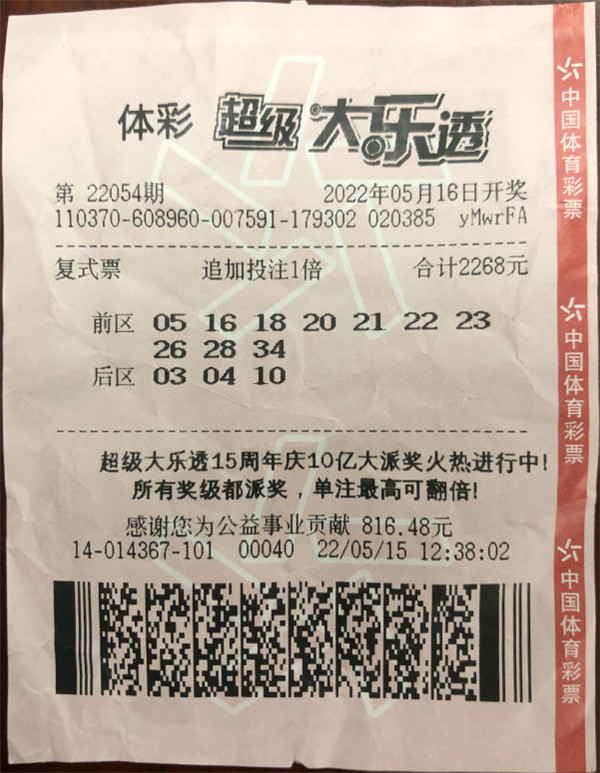 体彩 超级大乐透
第 22054期 2022年05月16日开奖
110370-608960-007591-179302 020385 yMwrFA
复式票 追加投注1倍 合计2268元
前区 05 16 18 20 21 22 23
26 28 34
后区 03 04 10
超级大乐透15周年庆10亿大派奖火热进行中!
所有奖级都派奖，单注最高可翻倍!
感谢您为公益事业贡献 816.48元
14-014367-101 00040 22/05/15 12:38:02
中国体育彩票
中国体育彩票
中国体育彩票